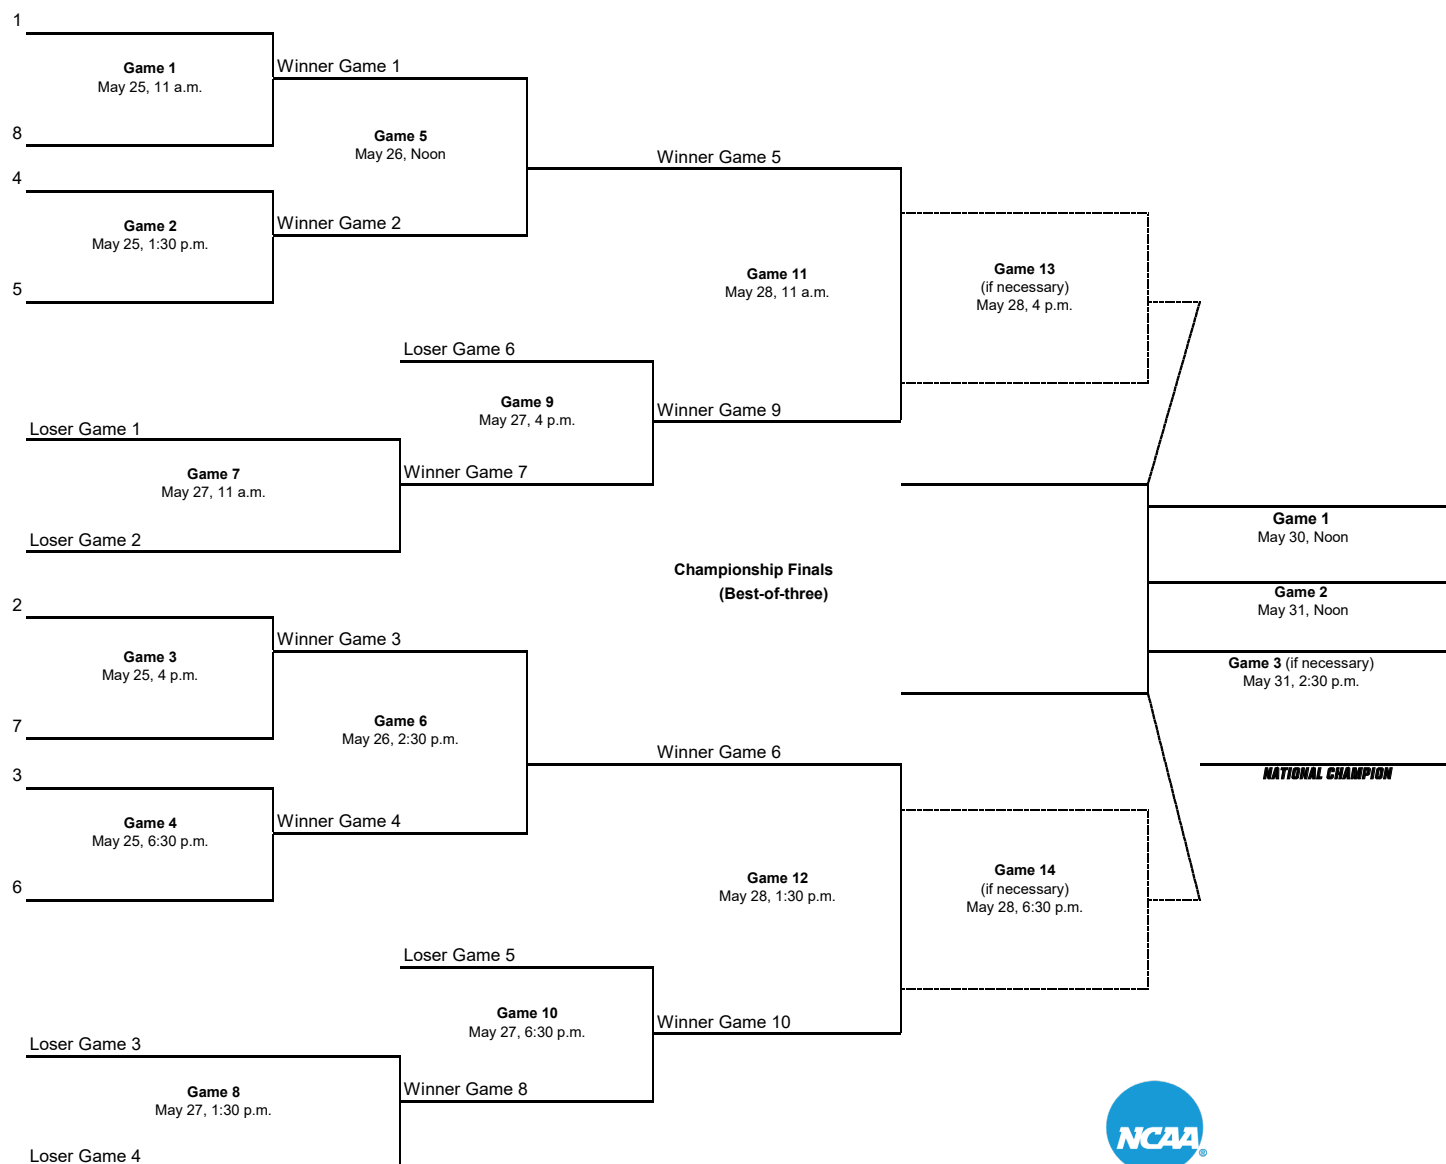 1
Game 1
May 25, 11 a.m.
8
Winner Game 1
Game 5
May 26, Noon
4
Game 2
May 25, 1:30 p.m.
5
Winner Game 2
Winner Game 5
Game 11
May 28, 11 a.m.
Game 13
(if necessary)
May 28, 4 p.m.
Loser Game 6
Game 9
May 27, 4 p.m.
Winner Game 9
Loser Game 1
Game 7
May 27, 11 a.m.
Loser Game 2
Winner Game 7
Championship Finals
(Best-of-three)
Game 1
May 30, Noon
Game 2
May 31, Noon
Game 3 (if necessary)
May 31, 2:30 p.m.
NATIONAL CHAMPION
2
Game 3
May 25, 4 p.m.
7
Winner Game 3
Game 6
May 26, 2:30 p.m.
3
Game 4
May 25, 6:30 p.m.
6
Winner Game 4
Winner Game 6
Game 12
May 28, 1:30 p.m.
Game 14
(if necessary)
May 28, 6:30 p.m.
Loser Game 5
Game 10
May 27, 6:30 p.m.
Winner Game 10
Loser Game 3
Game 8
May 27, 1:30 p.m.
Loser Game 4
Winner Game 8
NCAA®